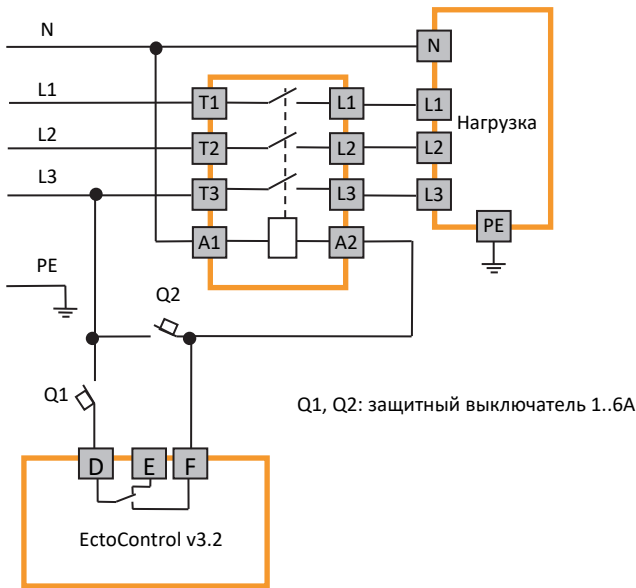 N
N
L1
T1
L1
L1
Нагрузка
L2
T2
L2
L2
L3
T3
L3
L3
A1
A2
PE
PE
Q2
Q1
Q1, Q2: защитный выключатель 1..6А
D
E
F
EctoControl v3.2